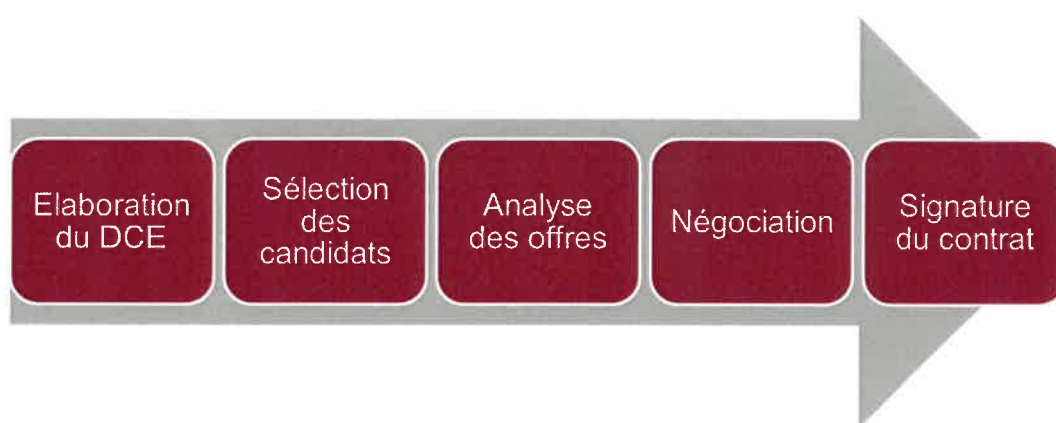 Elaboration
du DCE
Sélection
des
candidats
Analyse
des offres
Négociation
Signature
du contrat